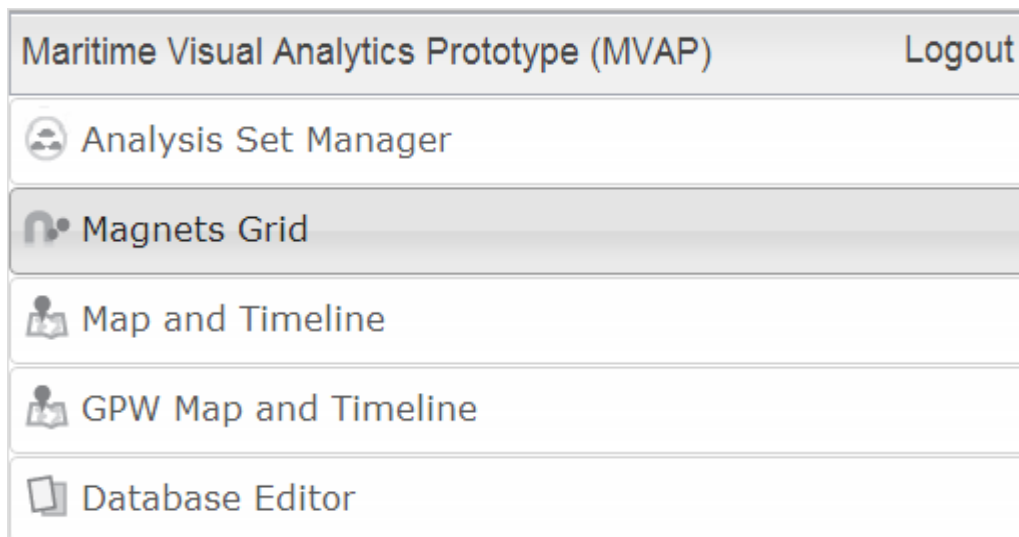 Maritime Visual Analytics Prototype (MVAP) Logout
Analysis Set Manager
Magnets Grid
Map and Timeline
GPW Map and Timeline
Database Editor